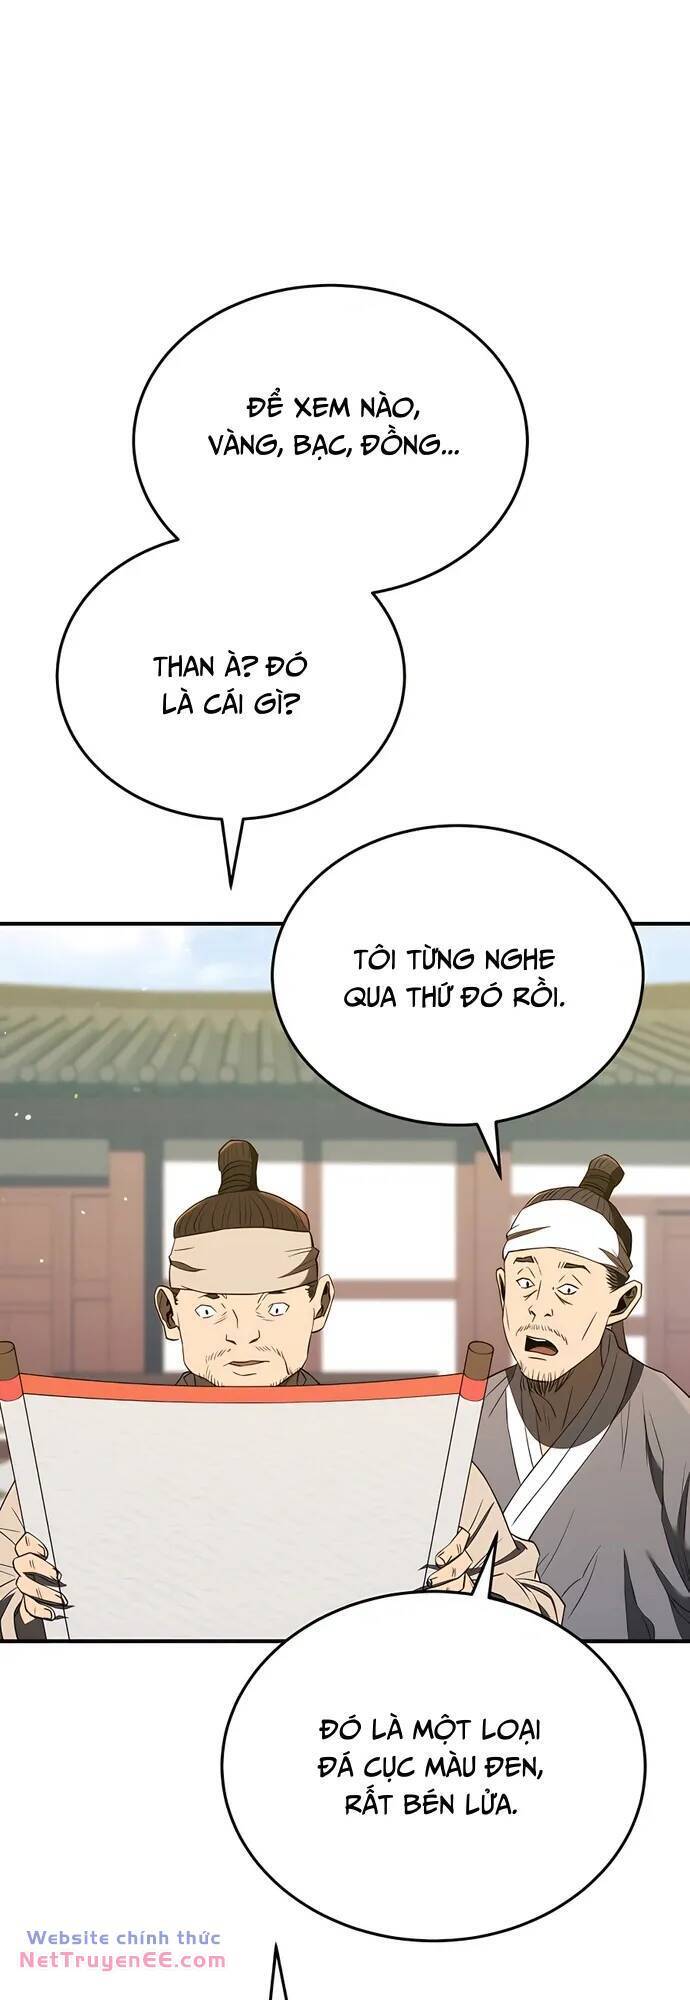 ĐỂ XEM NÀO,
VÀNG, BẠC, ĐỒNG...
THAN À? ĐÓ
LÀ CÁI GÌ?
TÔI TỪNG NGHE
QUA THỨ ĐÓ RỒI.
ĐÓ LÀ MỘT LOẠI
ĐÁ CỤC MÀU ĐEN,
RẤT BÉN LỬA.
Website chính thức
NetTruyenEE.com